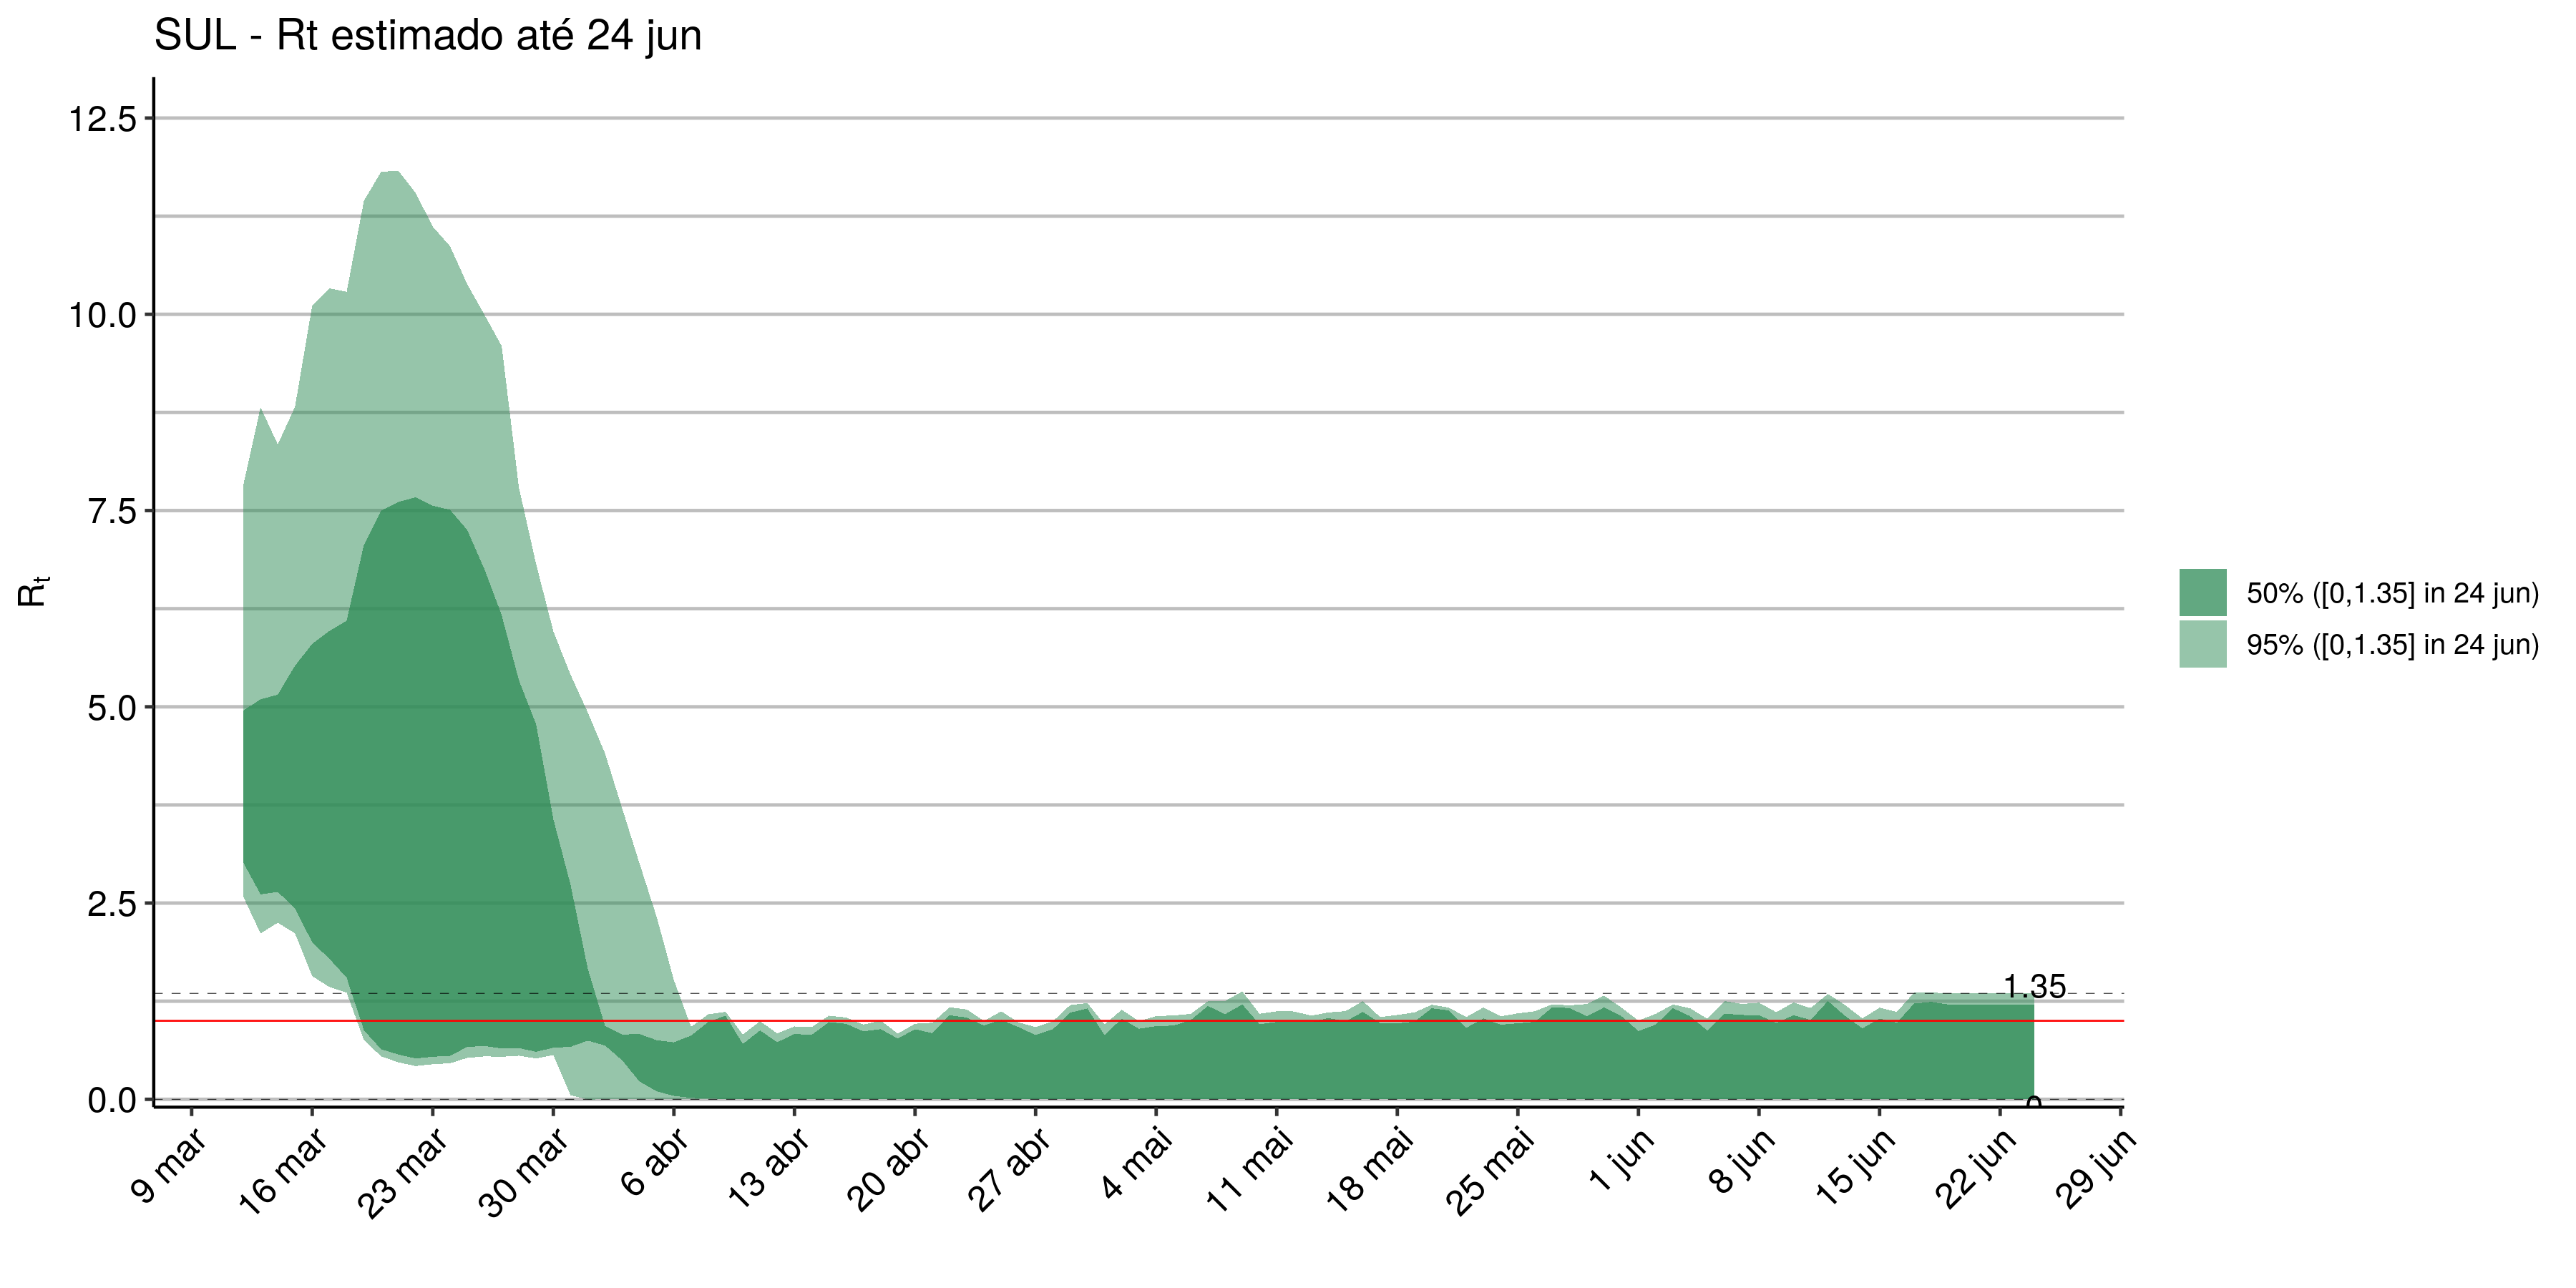 SUL - Rt estimado até 24 jun
12.5
10.0
7.5
5.0
2.5
0.0
Rt
1.35
0
9 mar
16 mar
23 mar
30 mar
6 abr
13 abr
20 abr
27 abr
4 mai
11 mai
18 mai
25 mai
1 jun
8 jun
15 jun
22 jun
29 jun
50% ([0,1.35] in 24 jun)
95% ([0,1.35] in 24 jun)